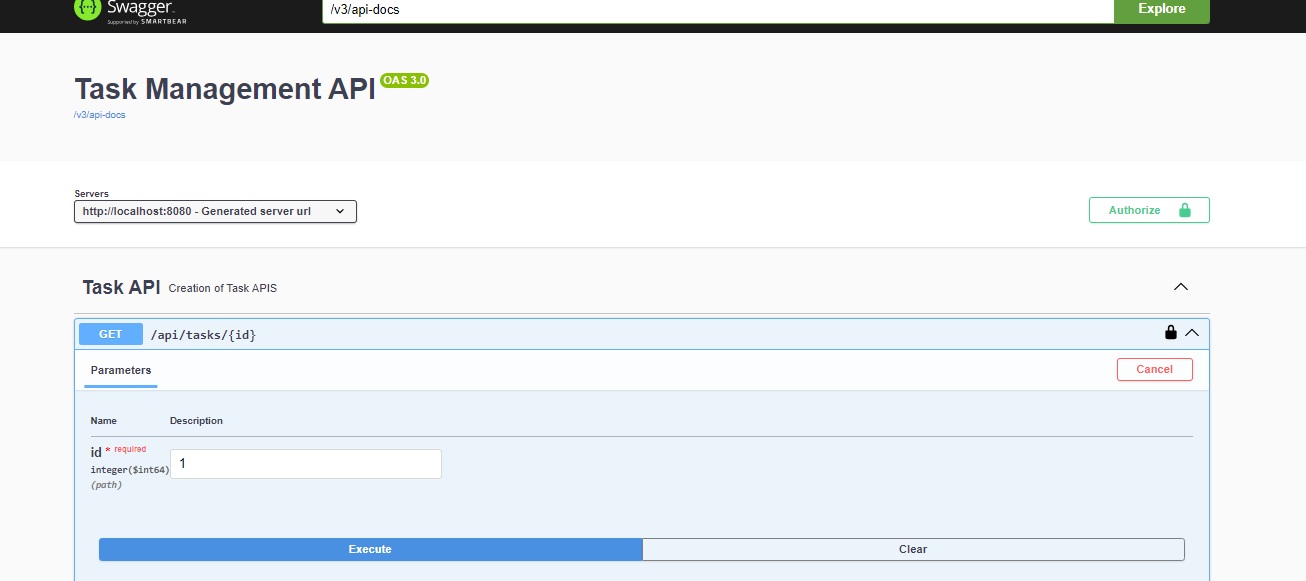 Swagger
Supported by SMARTBEAR
/v3/api-docs
Explore
Task Management API OAS 3.0
/v3/api-docs
Servers
http://localhost:8080 - Generated server url
Authorize
Task API Creation of Task APIS
GET /api/tasks/{id}
Parameters
Cancel
Name Description
id * required
1
integer($int64)
(path)
Execute
Clear